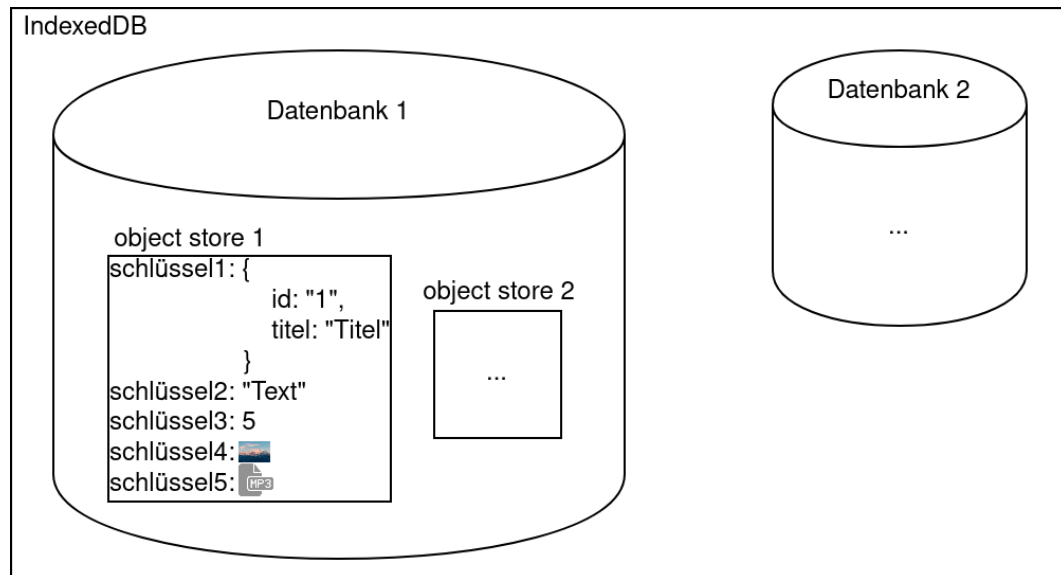 IndexedDB
Datenbank 1
Datenbank 2
...
object store 1
schlüssel1: {
id: "1",
titel: "Titel"
}
schlüssel2: "Text"
schlüssel3: 5
schlüssel4:
schlüssel5: MP3
object store 2
...